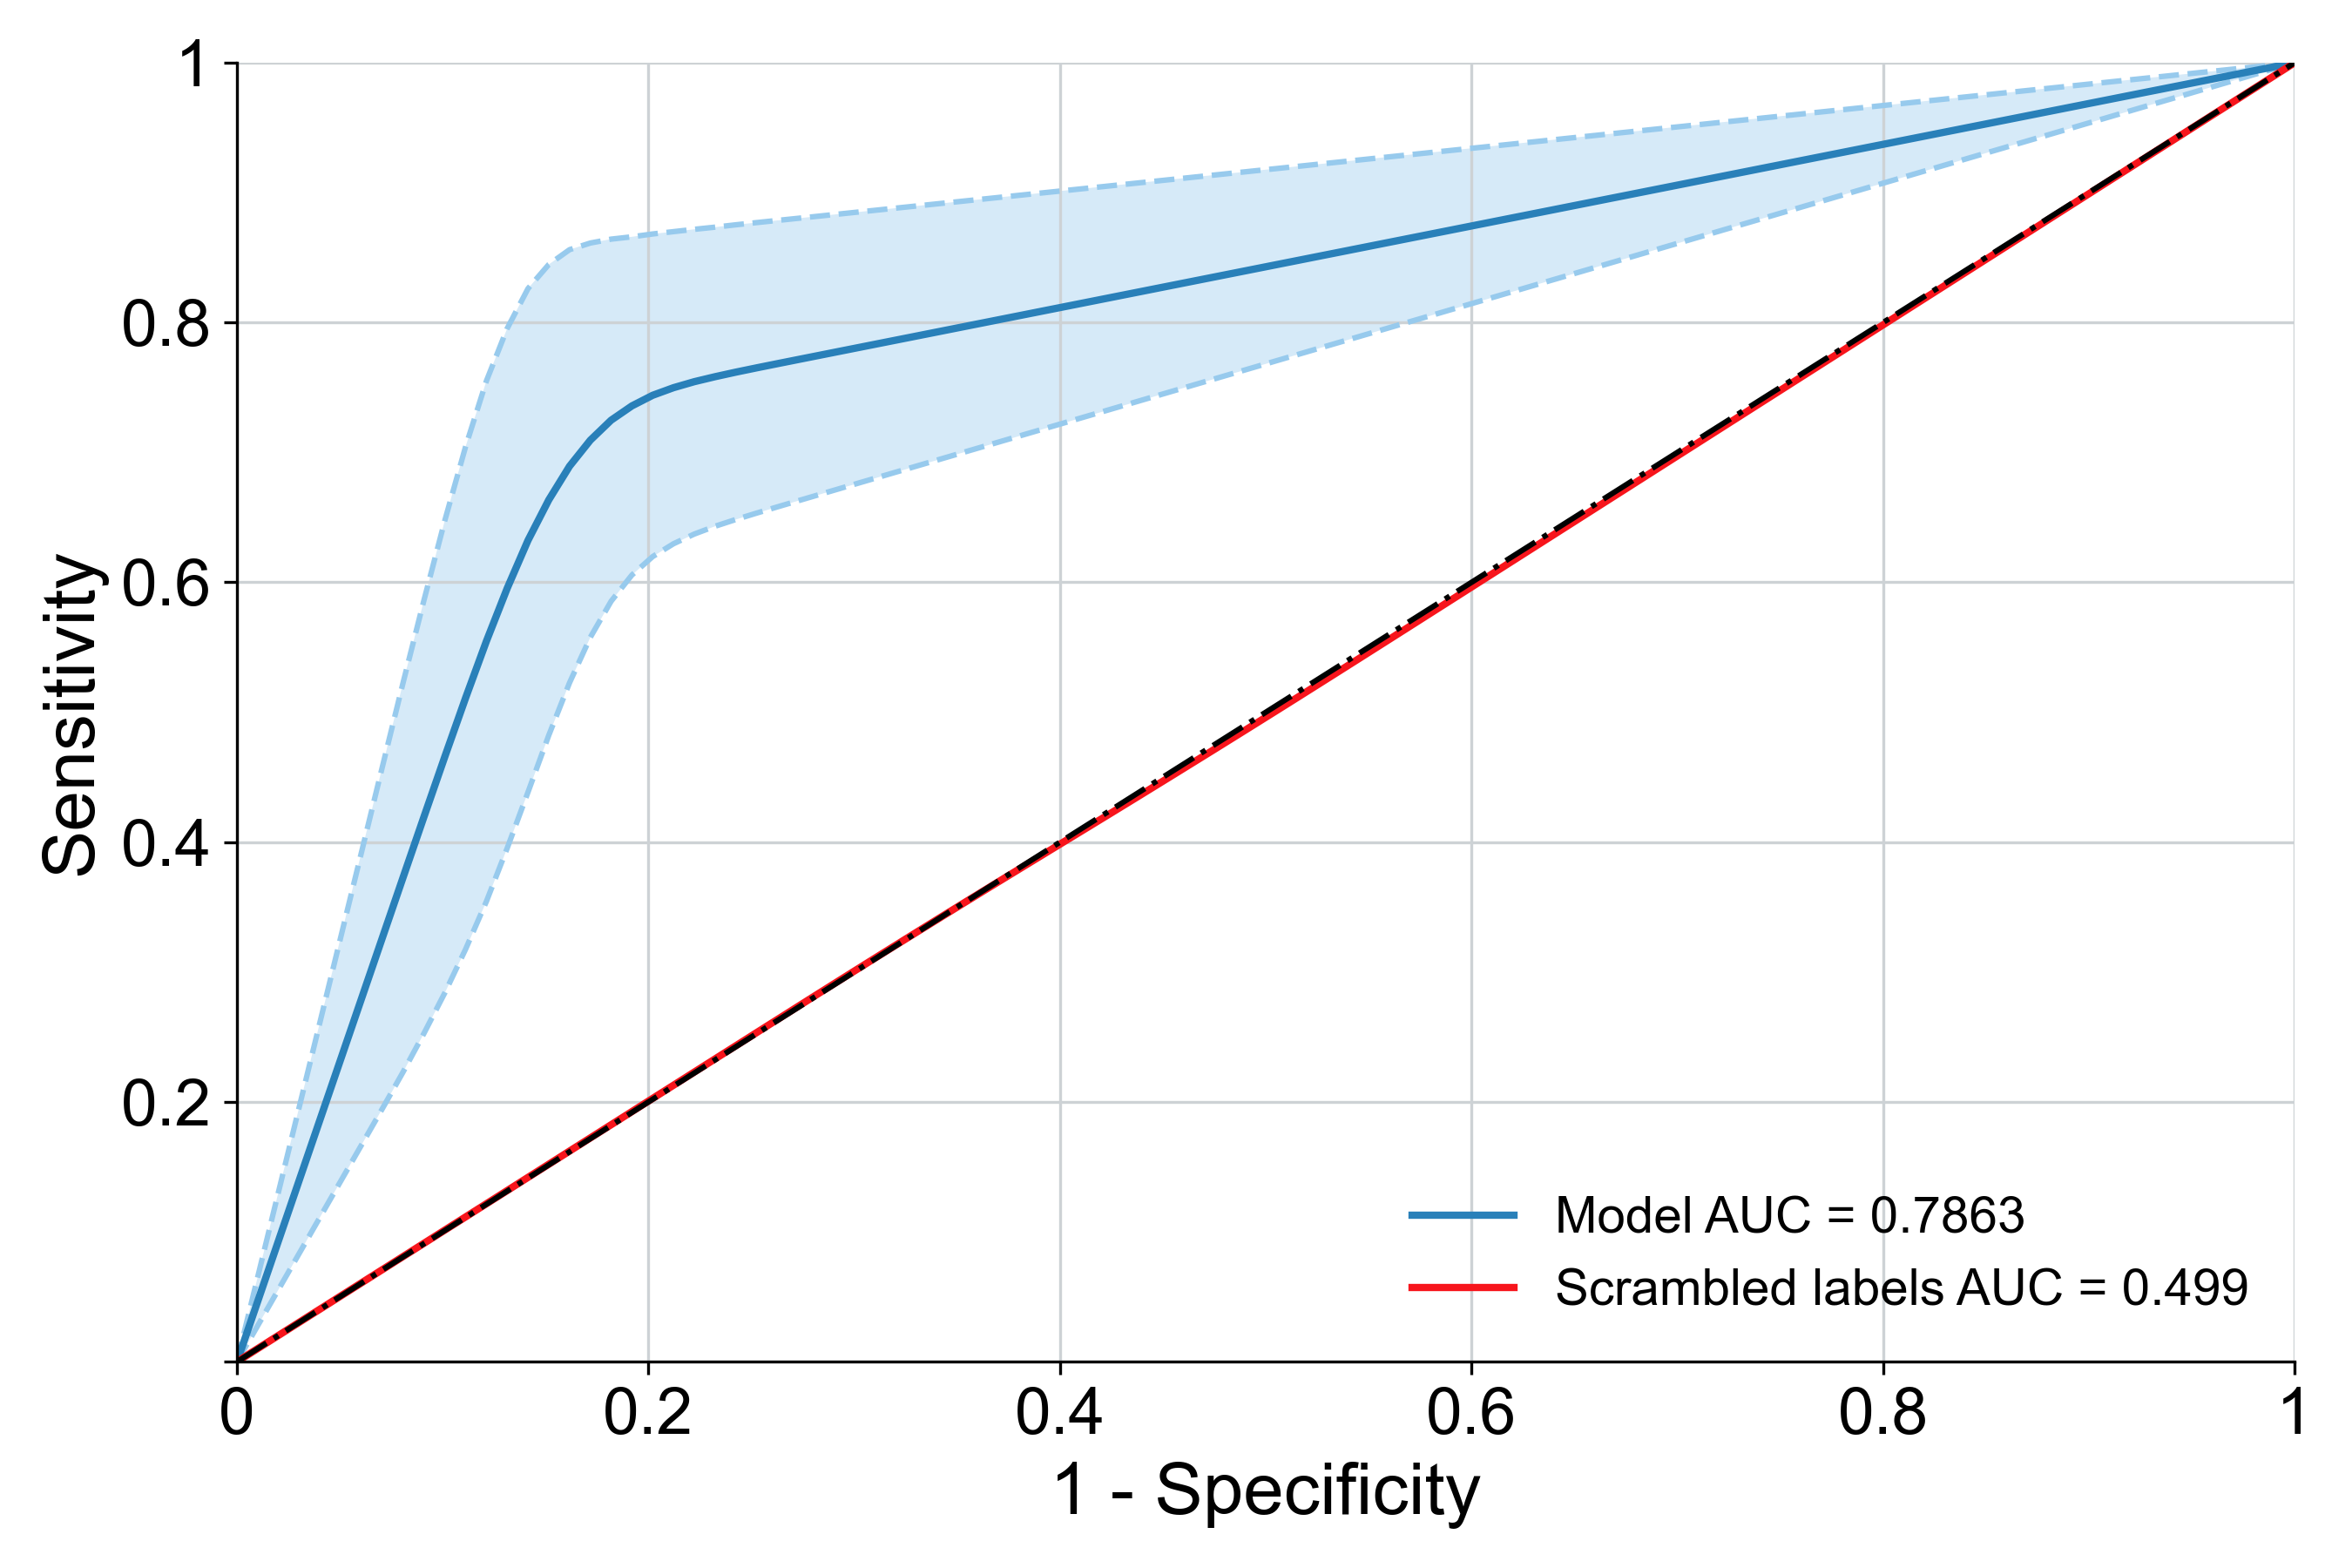 1
0.8
0.6
0.4
0.2
Sensitivity
Model AUC = 0.7863
Scrambled labels AUC = 0.499
0 0.2 0.4 0.6 0.8 1
1 - Specificity